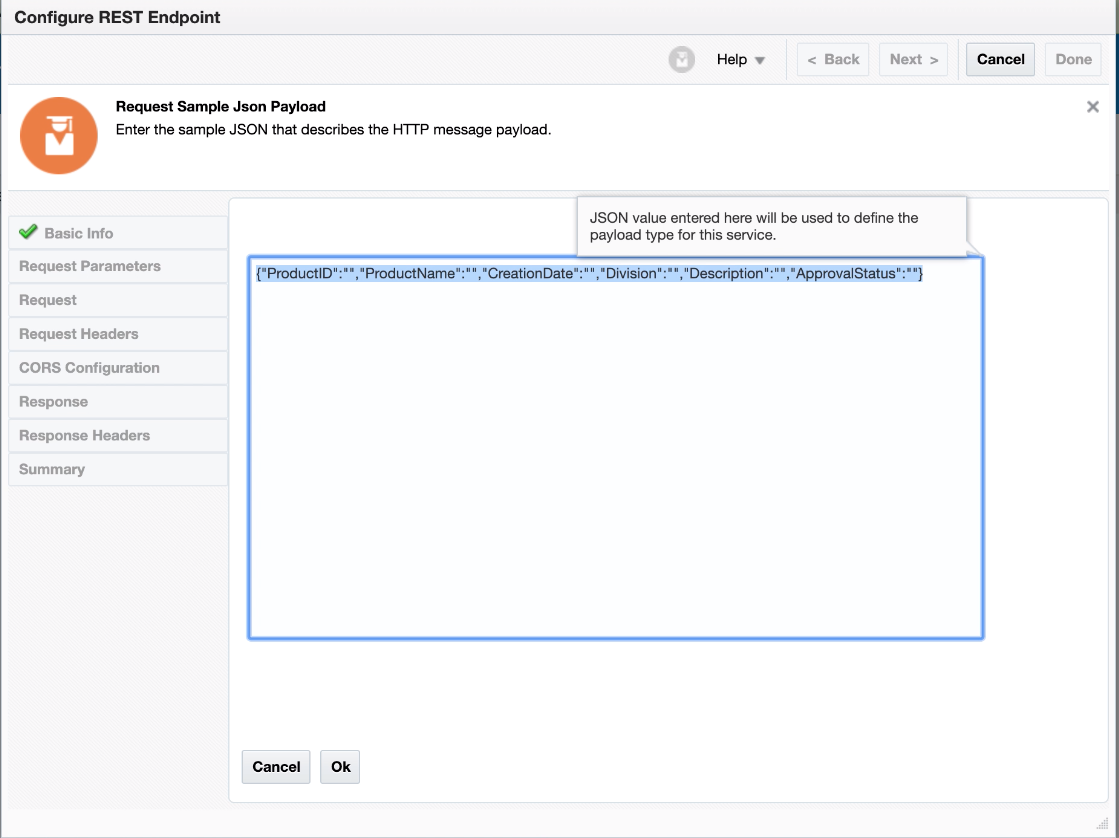 Configure REST Endpoint
Help
< Back
Next >
Cancel
Done
Request Sample Json Payload
Enter the sample JSON that describes the HTTP message payload.
JSON value entered here will be used to define the
payload type for this service.
Basic Info
Request Parameters
Request
Request Headers
CORS Configuration
Response
Response Headers
Summary
{"ProductID":"","ProductName":"","CreationDate":"","Division":"","Description":"","ApprovalStatus":""}
Cancel
Ok